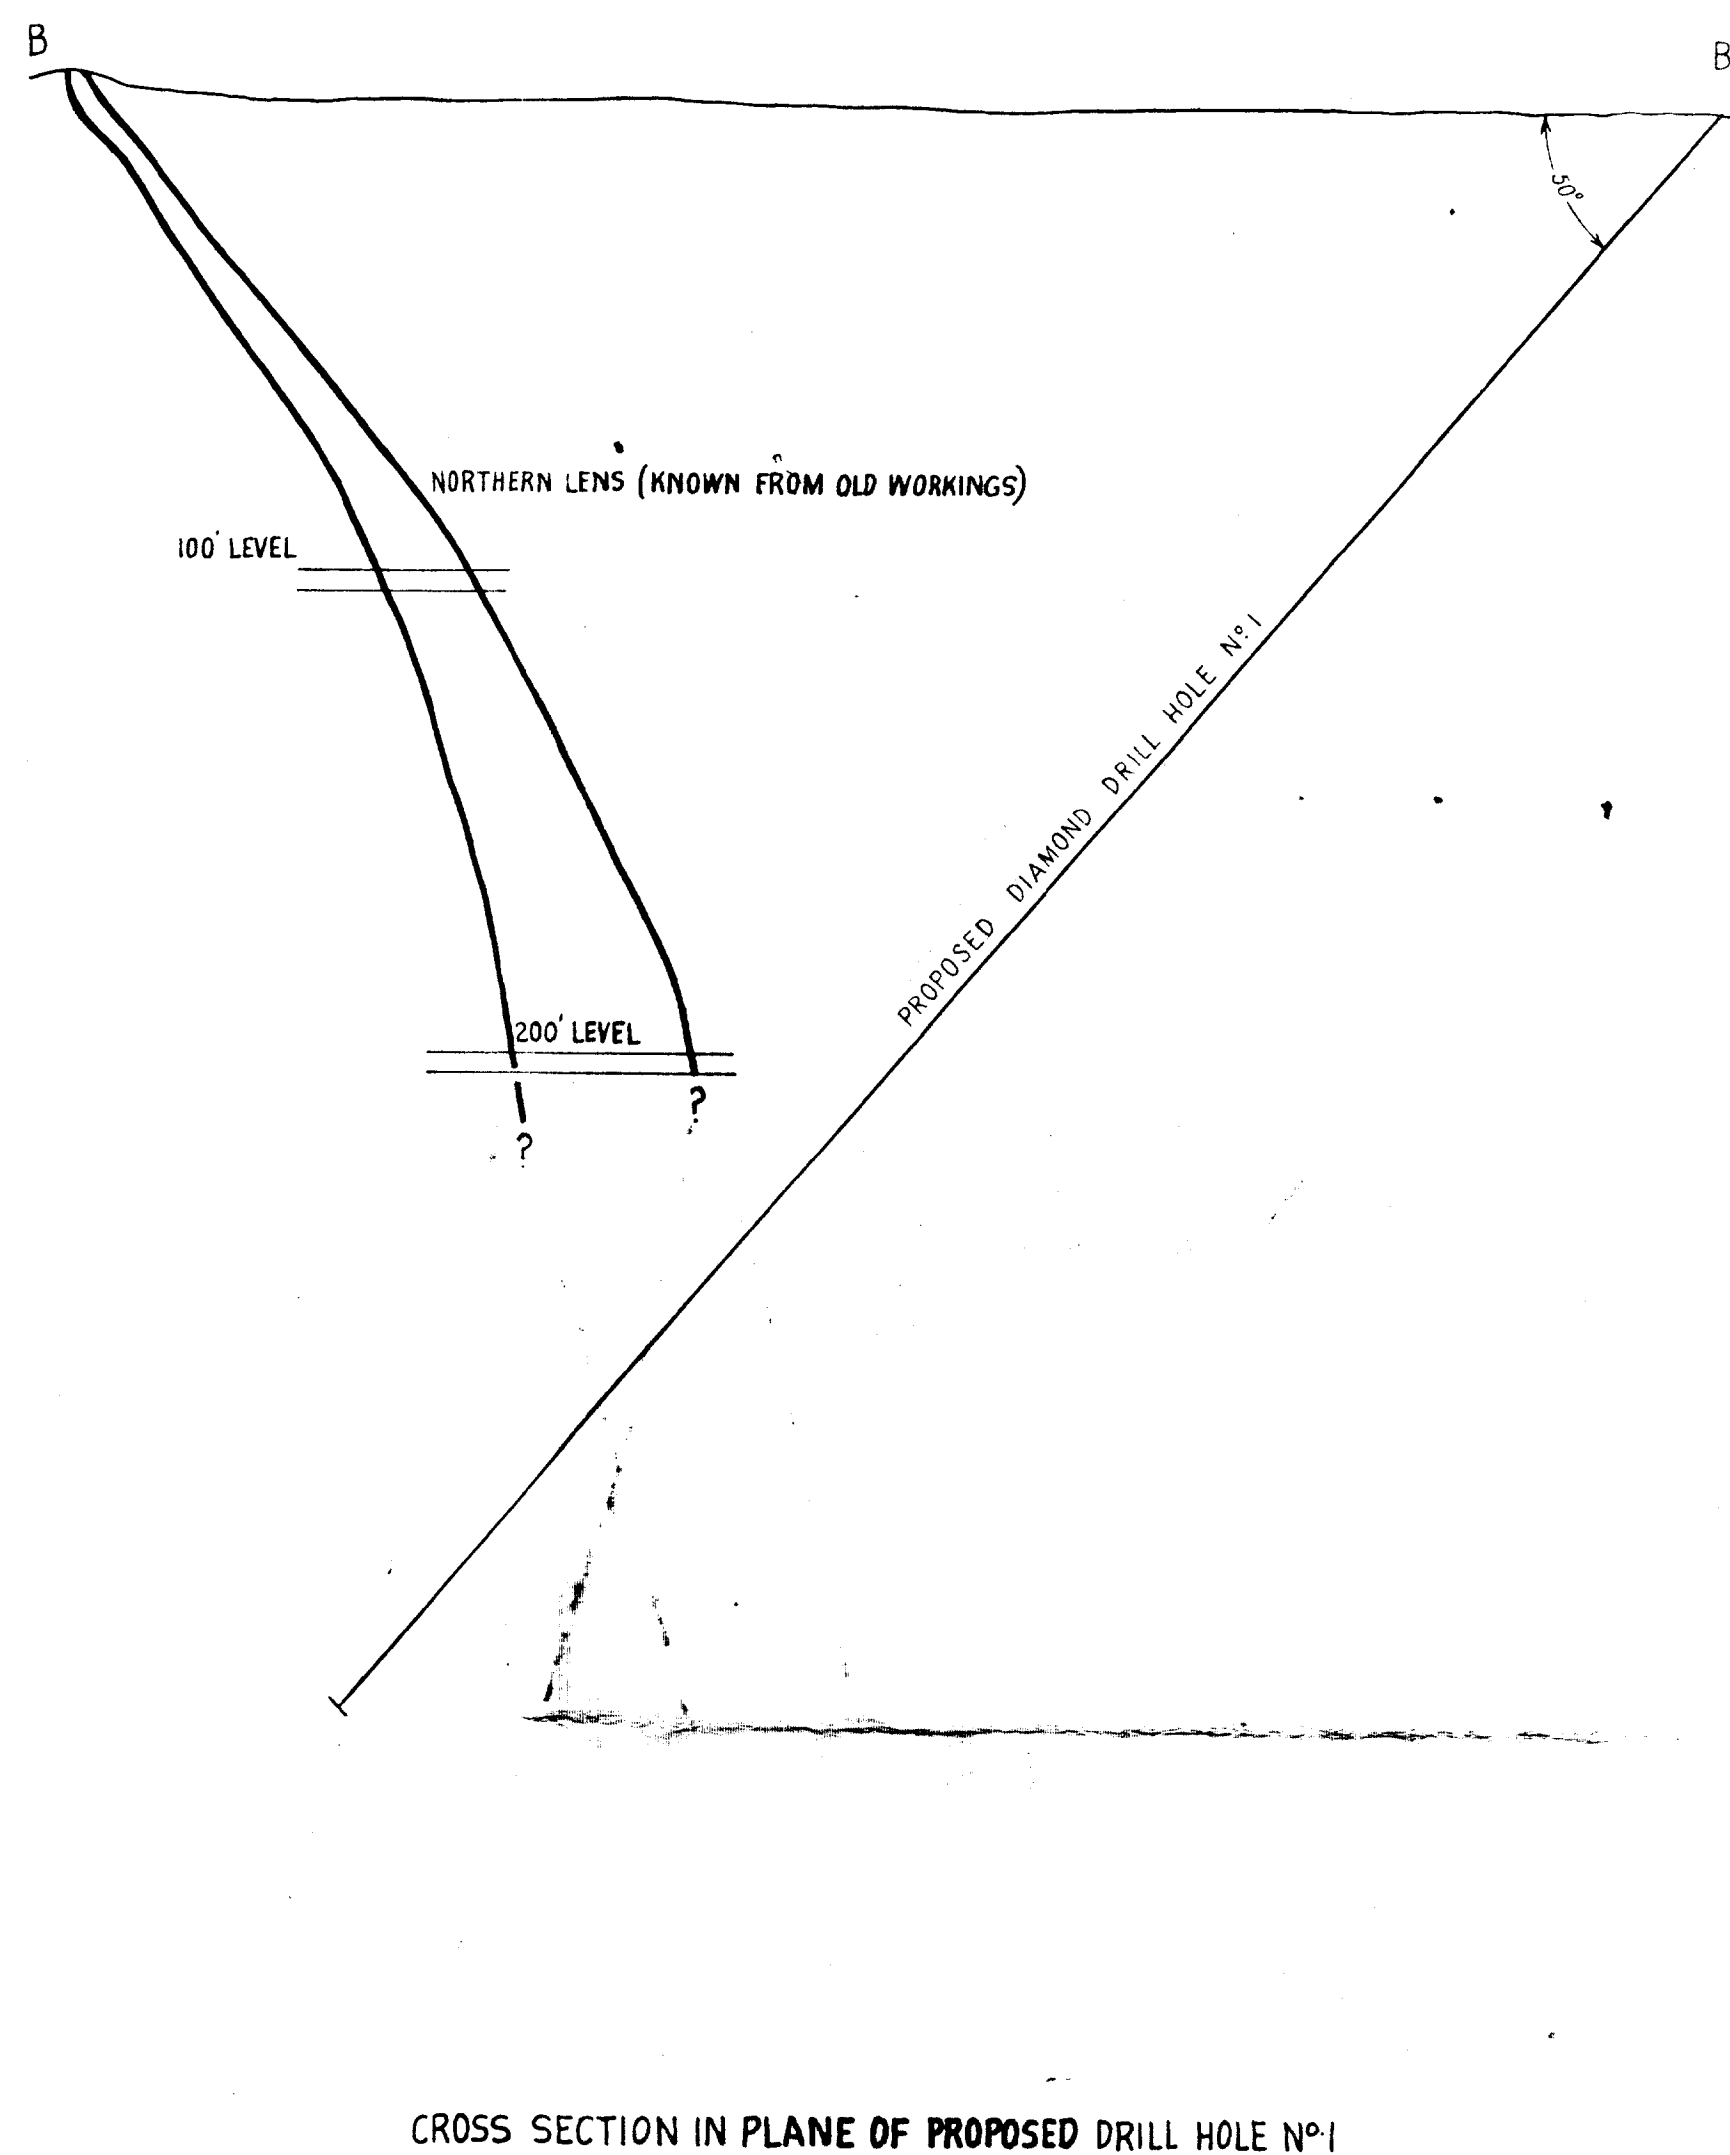 B
B
50°
NORTHERN LENS (KNOWN FROM OLD WORKINGS)
100' LEVEL
PROPOSED DIAMOND DRILL HOLE No. 1
200' LEVEL
?
?
CROSS SECTION IN PLANE OF PROPOSED DRILL HOLE No. 1